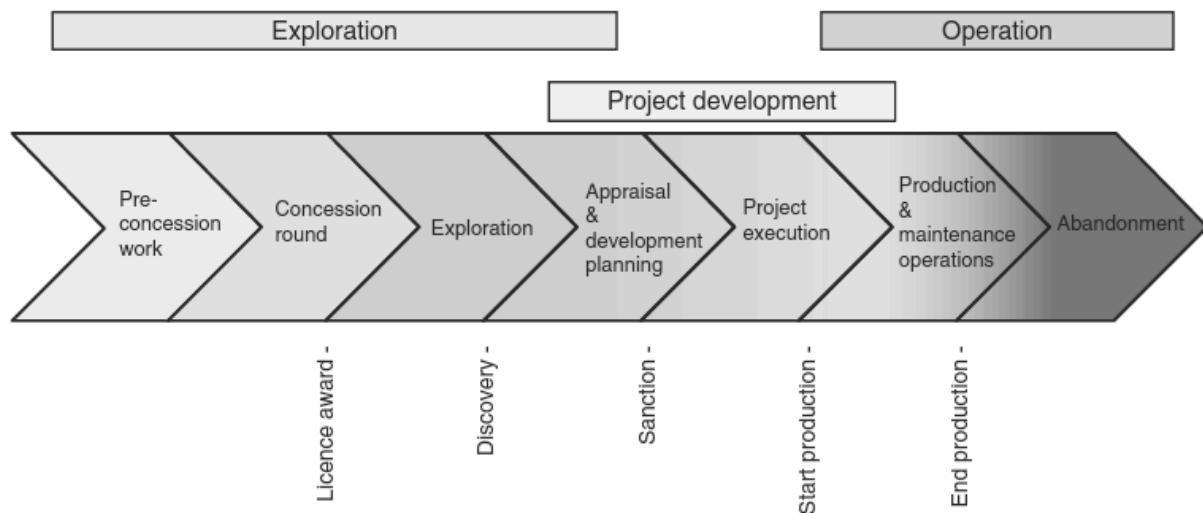 Exploration
Operation
Project development
Pre-
concession
work
Concession
round
Exploration
Appraisal
&
development
planning
Project
execution
Production
&
maintenance
operations
Abandonment
Licence award -
Discovery -
Sanction -
Start production -
End production -